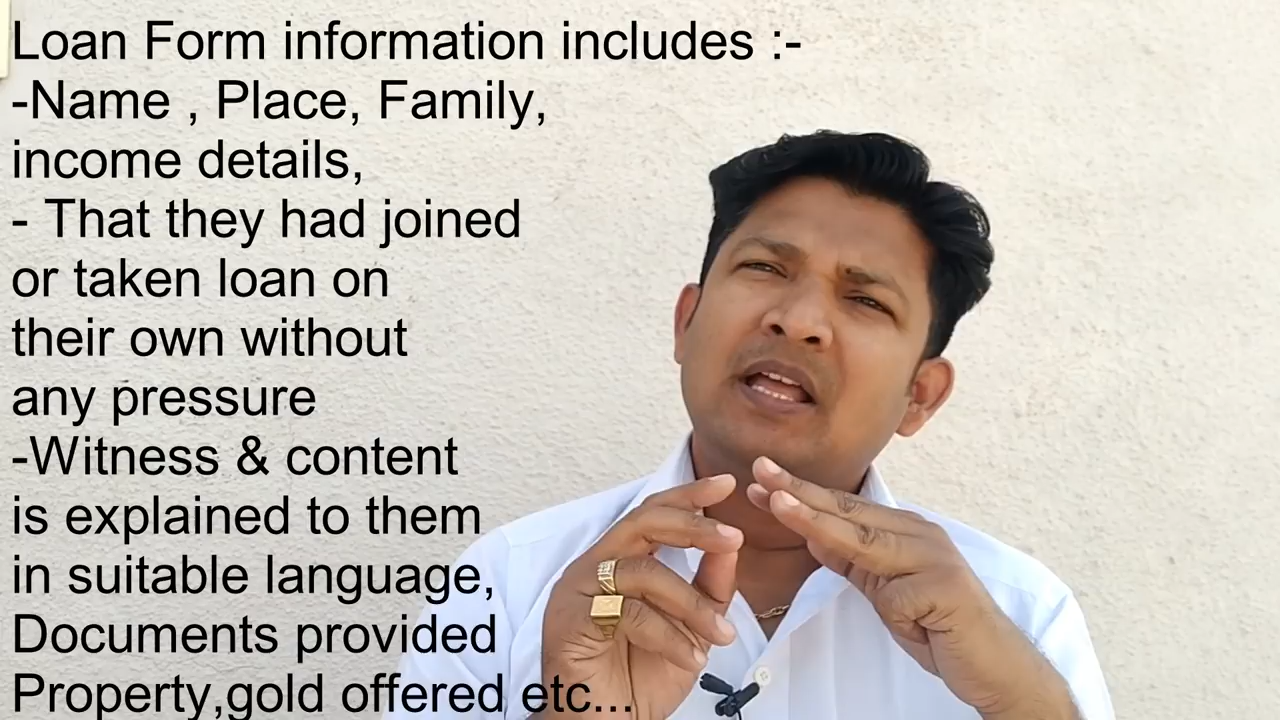 Loan Form information includes :-
-Name , Place, Family,
income details,
- That they had joined
or taken loan on
their own without
any pressure
-Witness & content
is explained to them
in suitable language,
Documents provided
Property,gold offered etc...